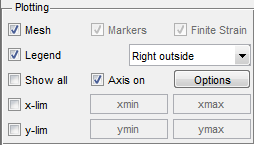 Plotting
Mesh Markers Finite Strain
Legend Right outside
Show all Axis on Options
x-lim xmin xmax
y-lim ymin ymax